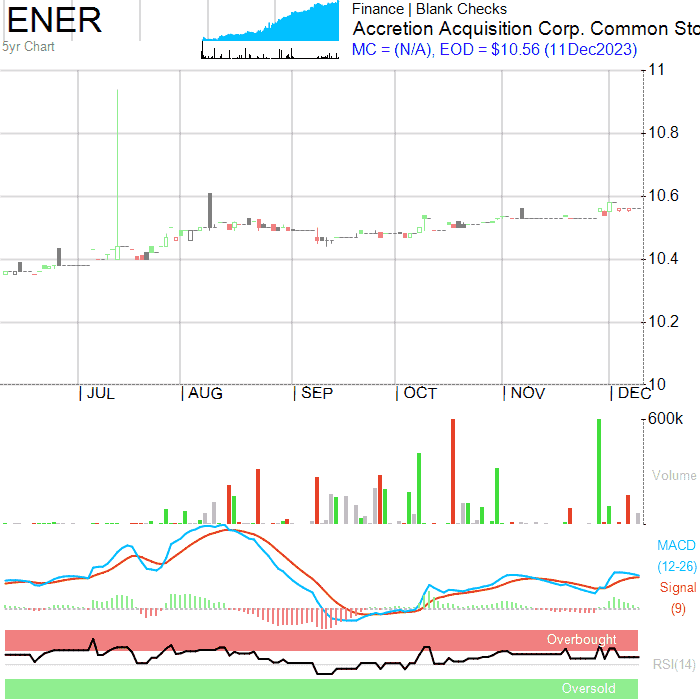 ENER
5yr Chart
Finance | Blank Checks
Accretion Acquisition Corp. Common Sto
MC = (N/A), EOD = $10.56 (11Dec2023)
11
10.8
10.6
10.4
10.2
10
| JUL | AUG | SEP | OCT | NOV | DEC
600k
Volume
MACD
(12-26)
Signal
(9)
Overbought
RSI(14)
Oversold